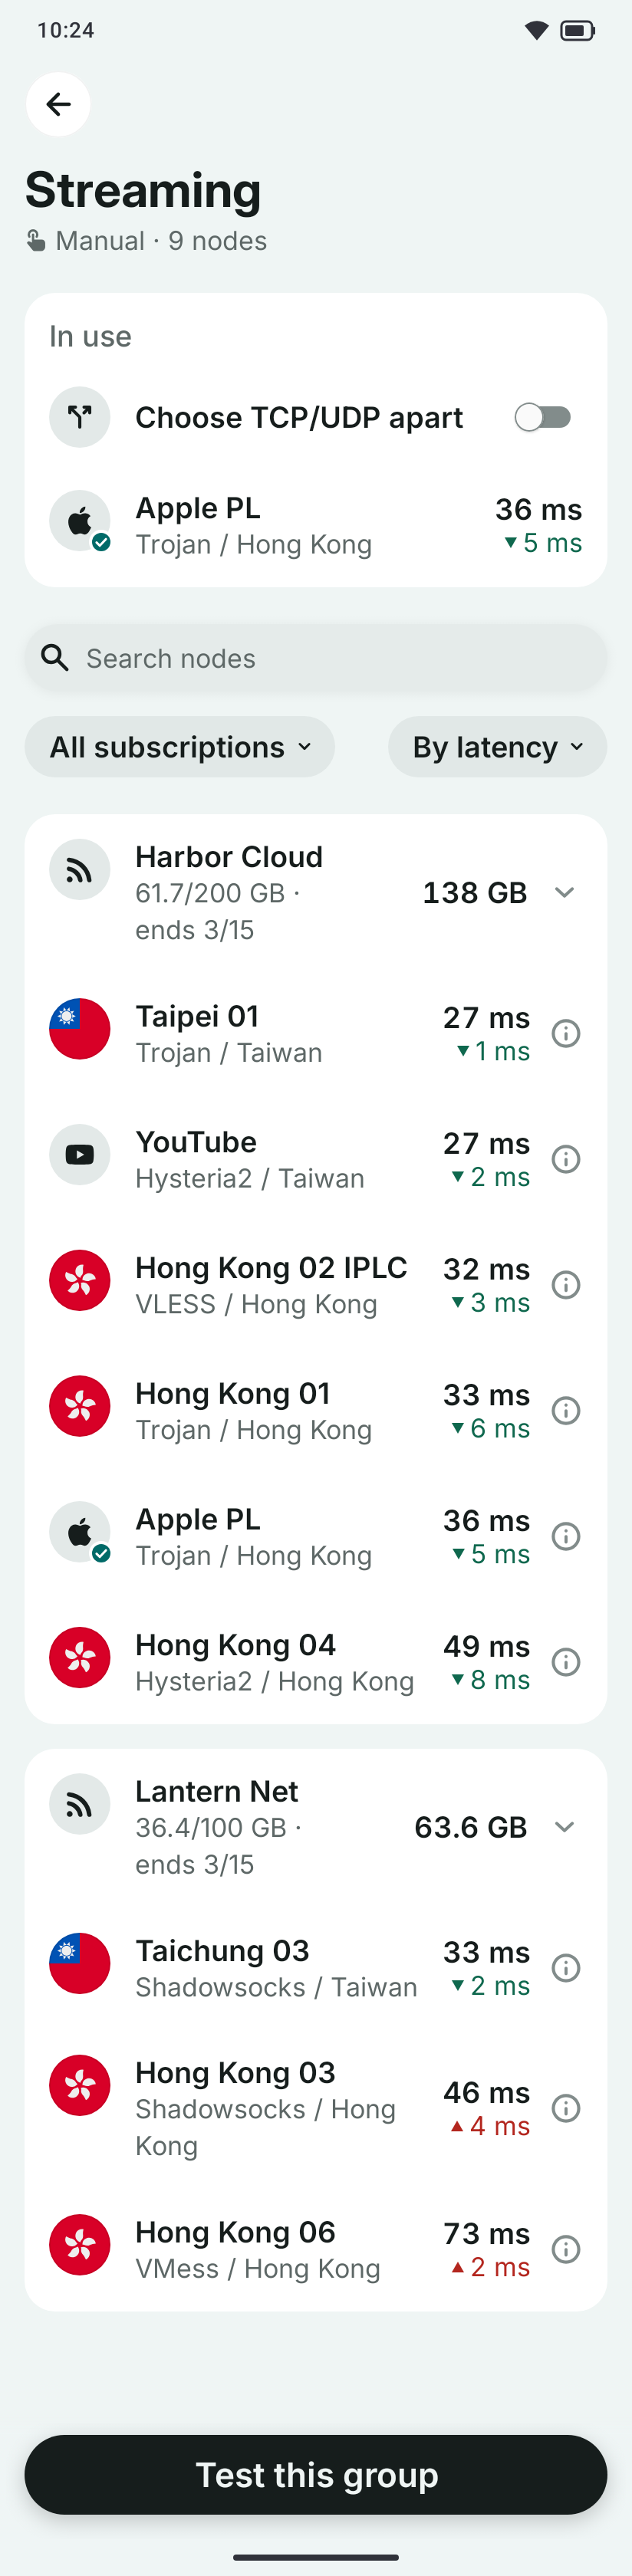 10:24
Streaming
Manual · 9 nodes
In use
Choose TCP/UDP apart
Apple PL
36 ms
Trojan / Hong Kong
▼5 ms
Search nodes
All subscriptions
By latency
Harbor Cloud
61.7/200 GB ·
138 GB
ends 3/15
Taipei 01
27 ms
Trojan / Taiwan
▼1 ms
YouTube
27 ms
Hysteria2 / Taiwan
▼2 ms
Hong Kong 02 IPLC
32 ms
VLESS / Hong Kong
▼3 ms
Hong Kong 01
33 ms
Trojan / Hong Kong
▼6 ms
Apple PL
36 ms
Trojan / Hong Kong
▼5 ms
Hong Kong 04
49 ms
Hysteria2 / Hong Kong
▼8 ms
Lantern Net
36.4/100 GB ·
63.6 GB
ends 3/15
Taichung 03
33 ms
Shadowsocks / Taiwan
▼2 ms
Hong Kong 03
46 ms
Shadowsocks / Hong
▲4 ms
Kong
Hong Kong 06
73 ms
VMess / Hong Kong
▲2 ms
Test this group